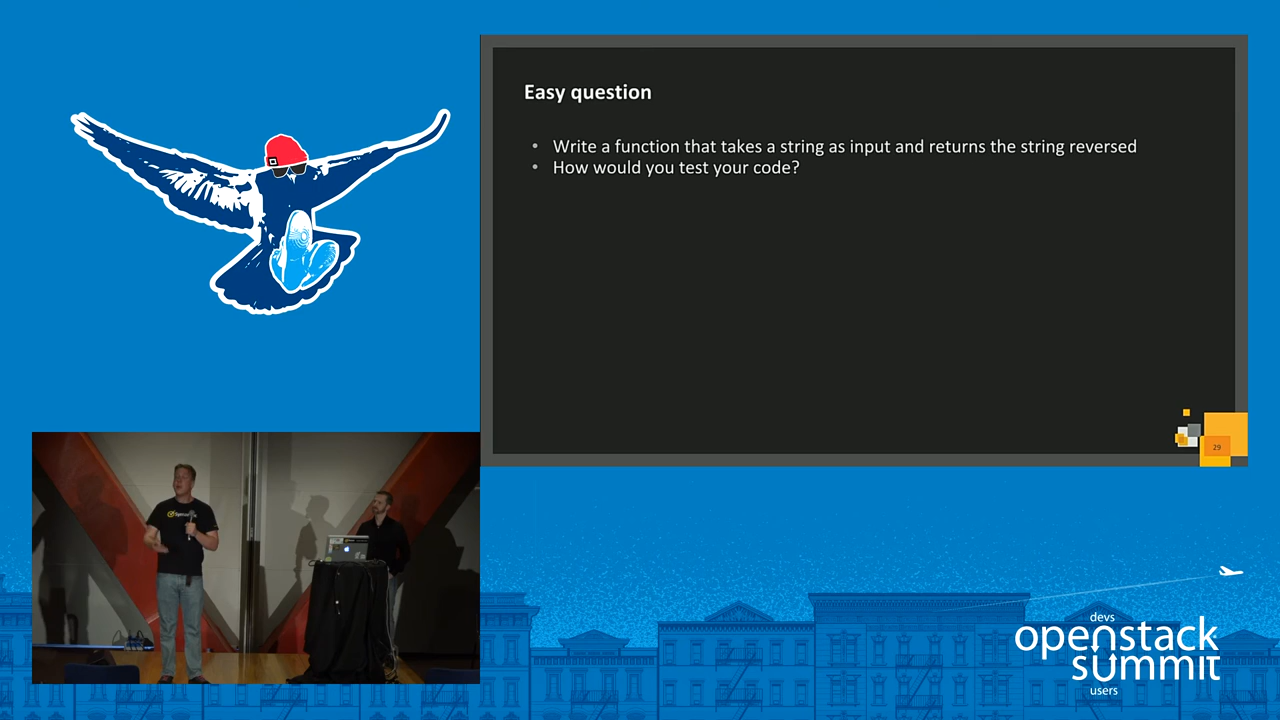 Easy question
• Write a function that takes a string as input and returns the string reversed
• How would you test your code?
29
devs
openstack
summit
users